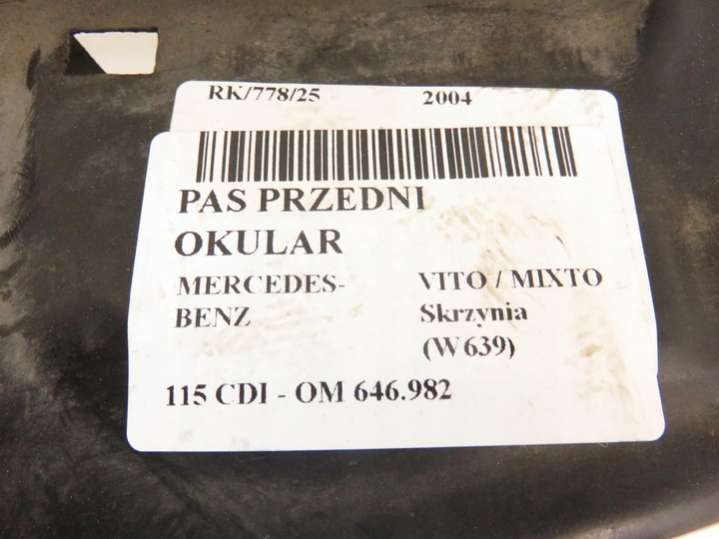 RK/778/25 2004
PAS PRZEDNI
OKULAR
MERCEDES- VITO / MIXTO
BENZ Skrzynia
(W639)
115 CDI - OM 646.982